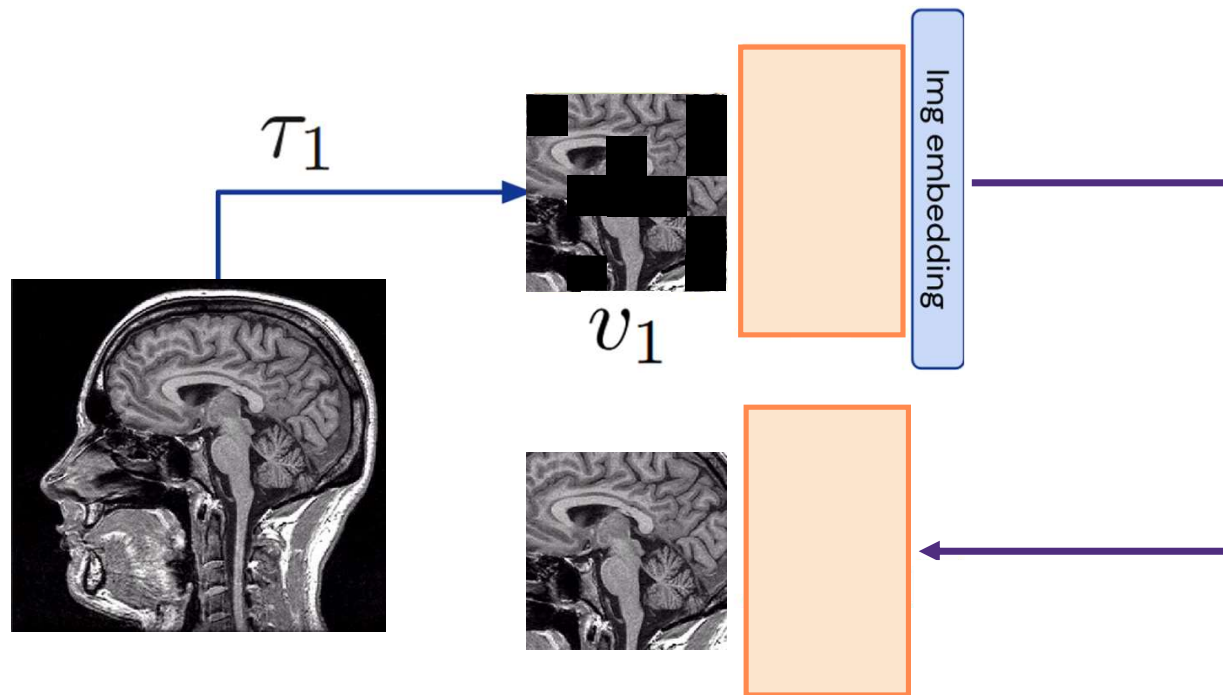 τ₁
Img embedding
v₁